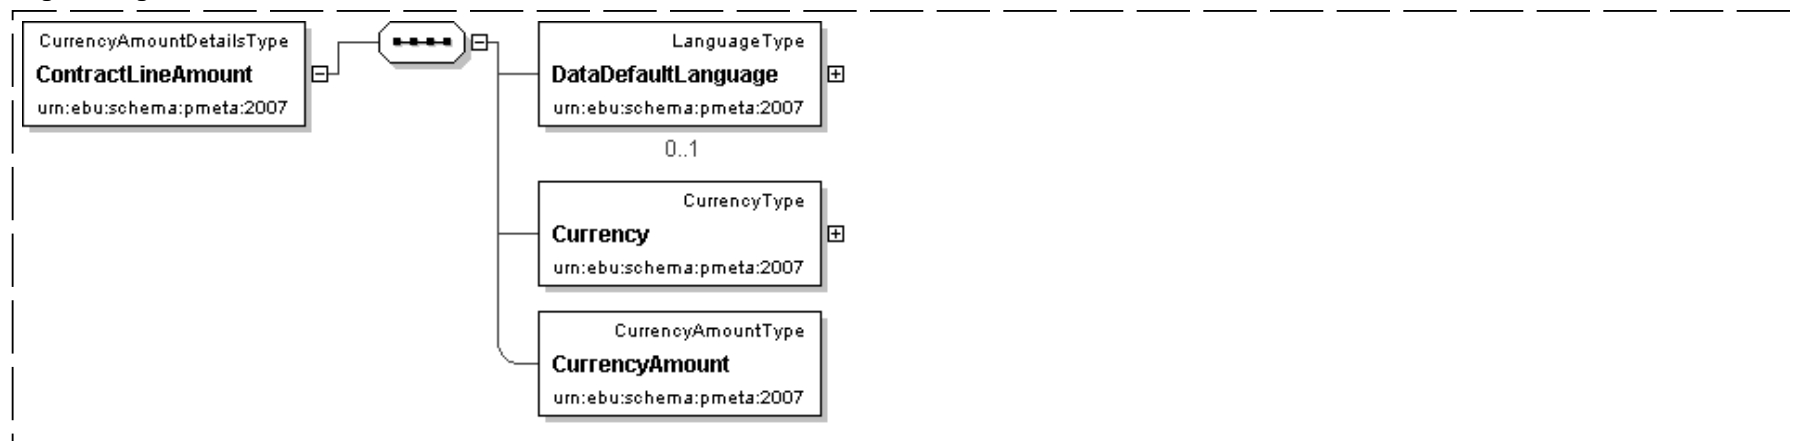 CurrencyAmountDetailsType
ContractLineAmount
urn:ebu:schema:pmeta:2007
LanguageType
DataDefaultLanguage
urn:ebu:schema:pmeta:2007
0..1
CurrencyType
Currency
urn:ebu:schema:pmeta:2007
CurrencyAmountType
CurrencyAmount
urn:ebu:schema:pmeta:2007